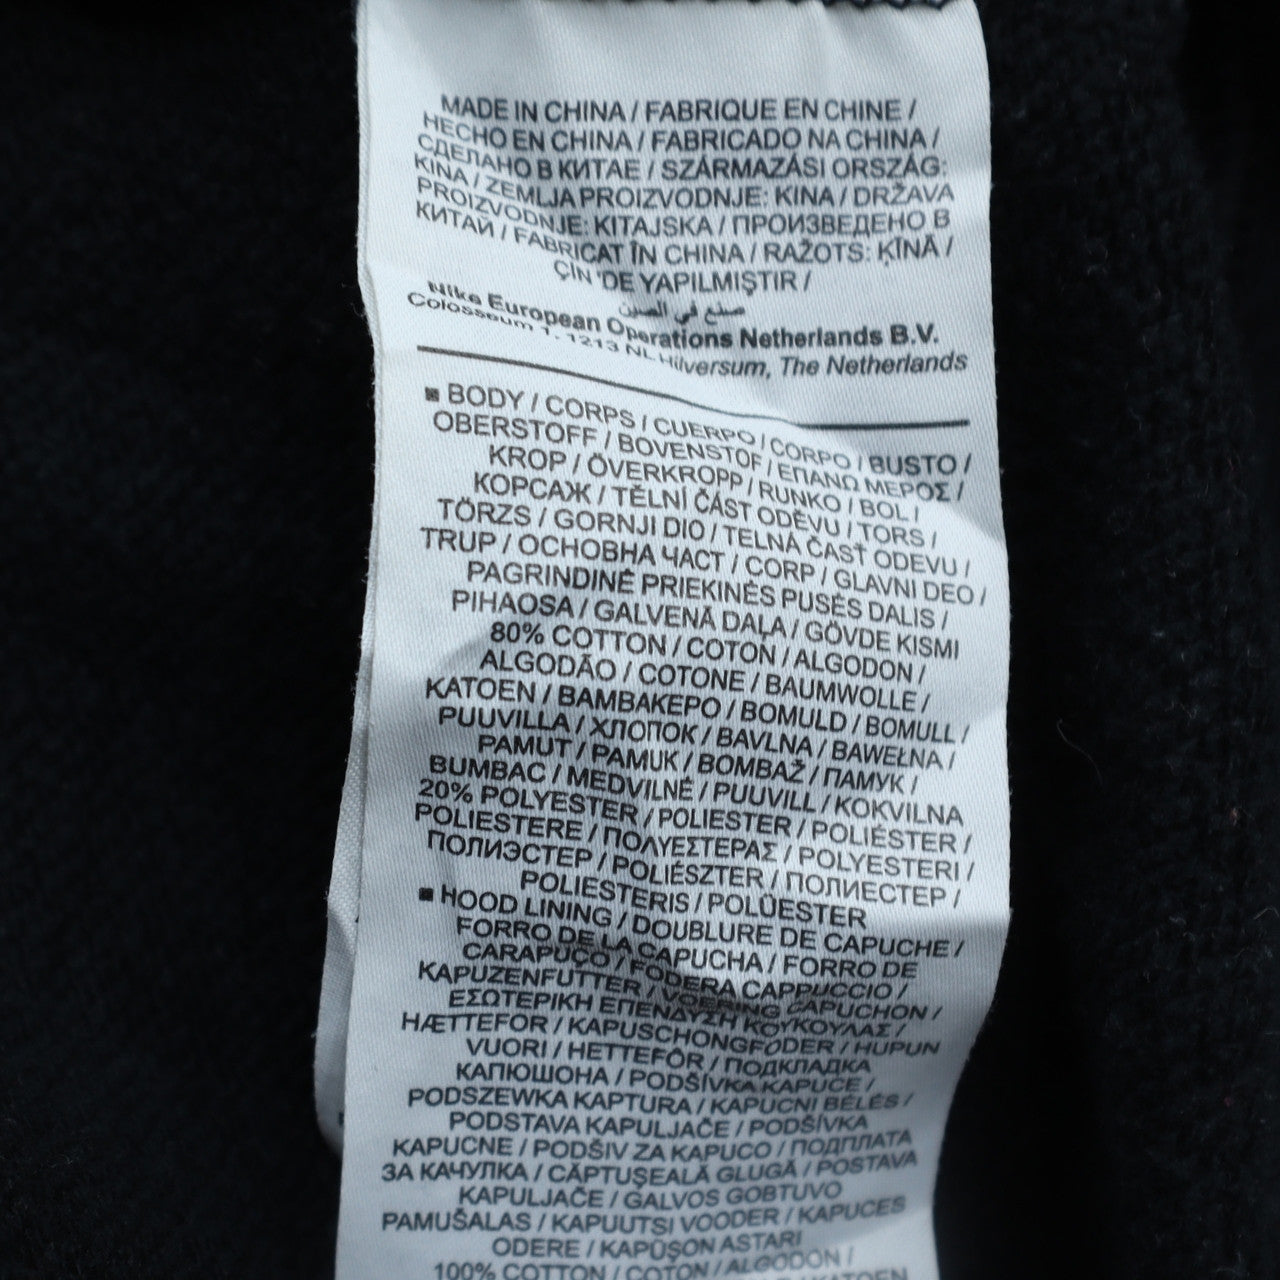 MADE IN CHINA / FABRIQUE EN CHINE /
HECHO EN CHINA / FABRICADO NA CHINA /
СДЕЛАНО В КИТАЕ / SZÁRMAZÁSI ORSZÁG:
KINA / ZEMLJA PROIZVODNJE: KINA / DRŽAVA
PROIZVODNJE: KITAJSKA / ПРОИЗВЕДЕНО В
КИТАЙ / FABRICAT ÎN CHINA / RAŽOTS: ĶĪNĀ /
ÇİN 'DE YAPILMIŞTIR /
صنع في الصين
Nike European Operations Netherlands B.V.
Colosseum 1 - 1213 NL Hilversum, The Netherlands
BODY / CORPS / CUERPO / CORPO / BUSTO /
OBERSTOFF / BOVENSTOF / ΕΠΑΝΩ ΜΕΡΟΣ /
KROP / ÖVERKROPP / RUNKO / BOL /
КОРСАЖ / TĚLNÍ ČÁST ODĚVU / TORS /
TÖRZS / GORNJI DIO / TELNÁ ČASŤ ODEVU /
TRUP / ОСНОВНА ЧАСТ / CORP / GLAVNI DEO /
PAGRINDINĖ PRIEKINĖS PUSĖS DALIS /
PIHAOSA / GALVENĀ DAĻA / GÖVDE KISMI
80% COTTON / COTON / ALGODON /
ALGODÃO / COTONE / BAUMWOLLE /
KATOEN / ΒΑΜΒΑΚΕΡΟ / BOMULD / BOMULL /
PUUVILLA / ХЛОПОК / BAVLNA / BAWEŁNA /
PAMUT / PAMUK / BOMBAŽ / ПАМУК /
BUMBAC / MEDVILNĖ / PUUVILL / KOKVILNA
20% POLYESTER / POLIESTER / POLIÉSTER /
POLIESTERE / ΠΟΛΥΕΣΤΕΡΑΣ / POLYESTERI /
ПОЛИЭСТЕР / POLIÉSZTER / ПОЛИЕСТЕР /
POLIESTERIS / POLÜESTER
HOOD LINING / DOUBLURE DE CAPUCHE /
FORRO DE LA CAPUCHA / FORRO DE
CARAPUÇO / FODERA CAPPUCCIO /
KAPUZENFUTTER / VOERING CAPUCHON /
ΕΣΩΤΕΡΙΚΗ ΕΠΕΝΔΥΣΗ ΚΟΥΚΟΥΛΑΣ /
HÆTTEFOR / KAPUSCHONGFODER / HUPUN
VUORI / HETTEFÔR / ПОДКЛАДКА
КАПЮШОНА / PODŠÍVKA KAPUCE /
PODSZEWKA KAPTURA / KAPUCNI BÉLÉS /
PODSTAVA KAPULJAČE / PODŠÍVKA
KAPUCNE / PODŠIV ZA KAPUCO / ПОДПЛАТА
ЗА КАЧУЛКА / CĂPTUŞEALĂ GLUGĂ / POSTAVA
KAPULJAČE / GALVOS GOBTUVO
PAMUŠALAS / KAPUUTSI VOODER / KAPUCES
ODERE / KAPÜŞON ASTARI
100% COTTON / COTON / ALGODON /
KATOEN